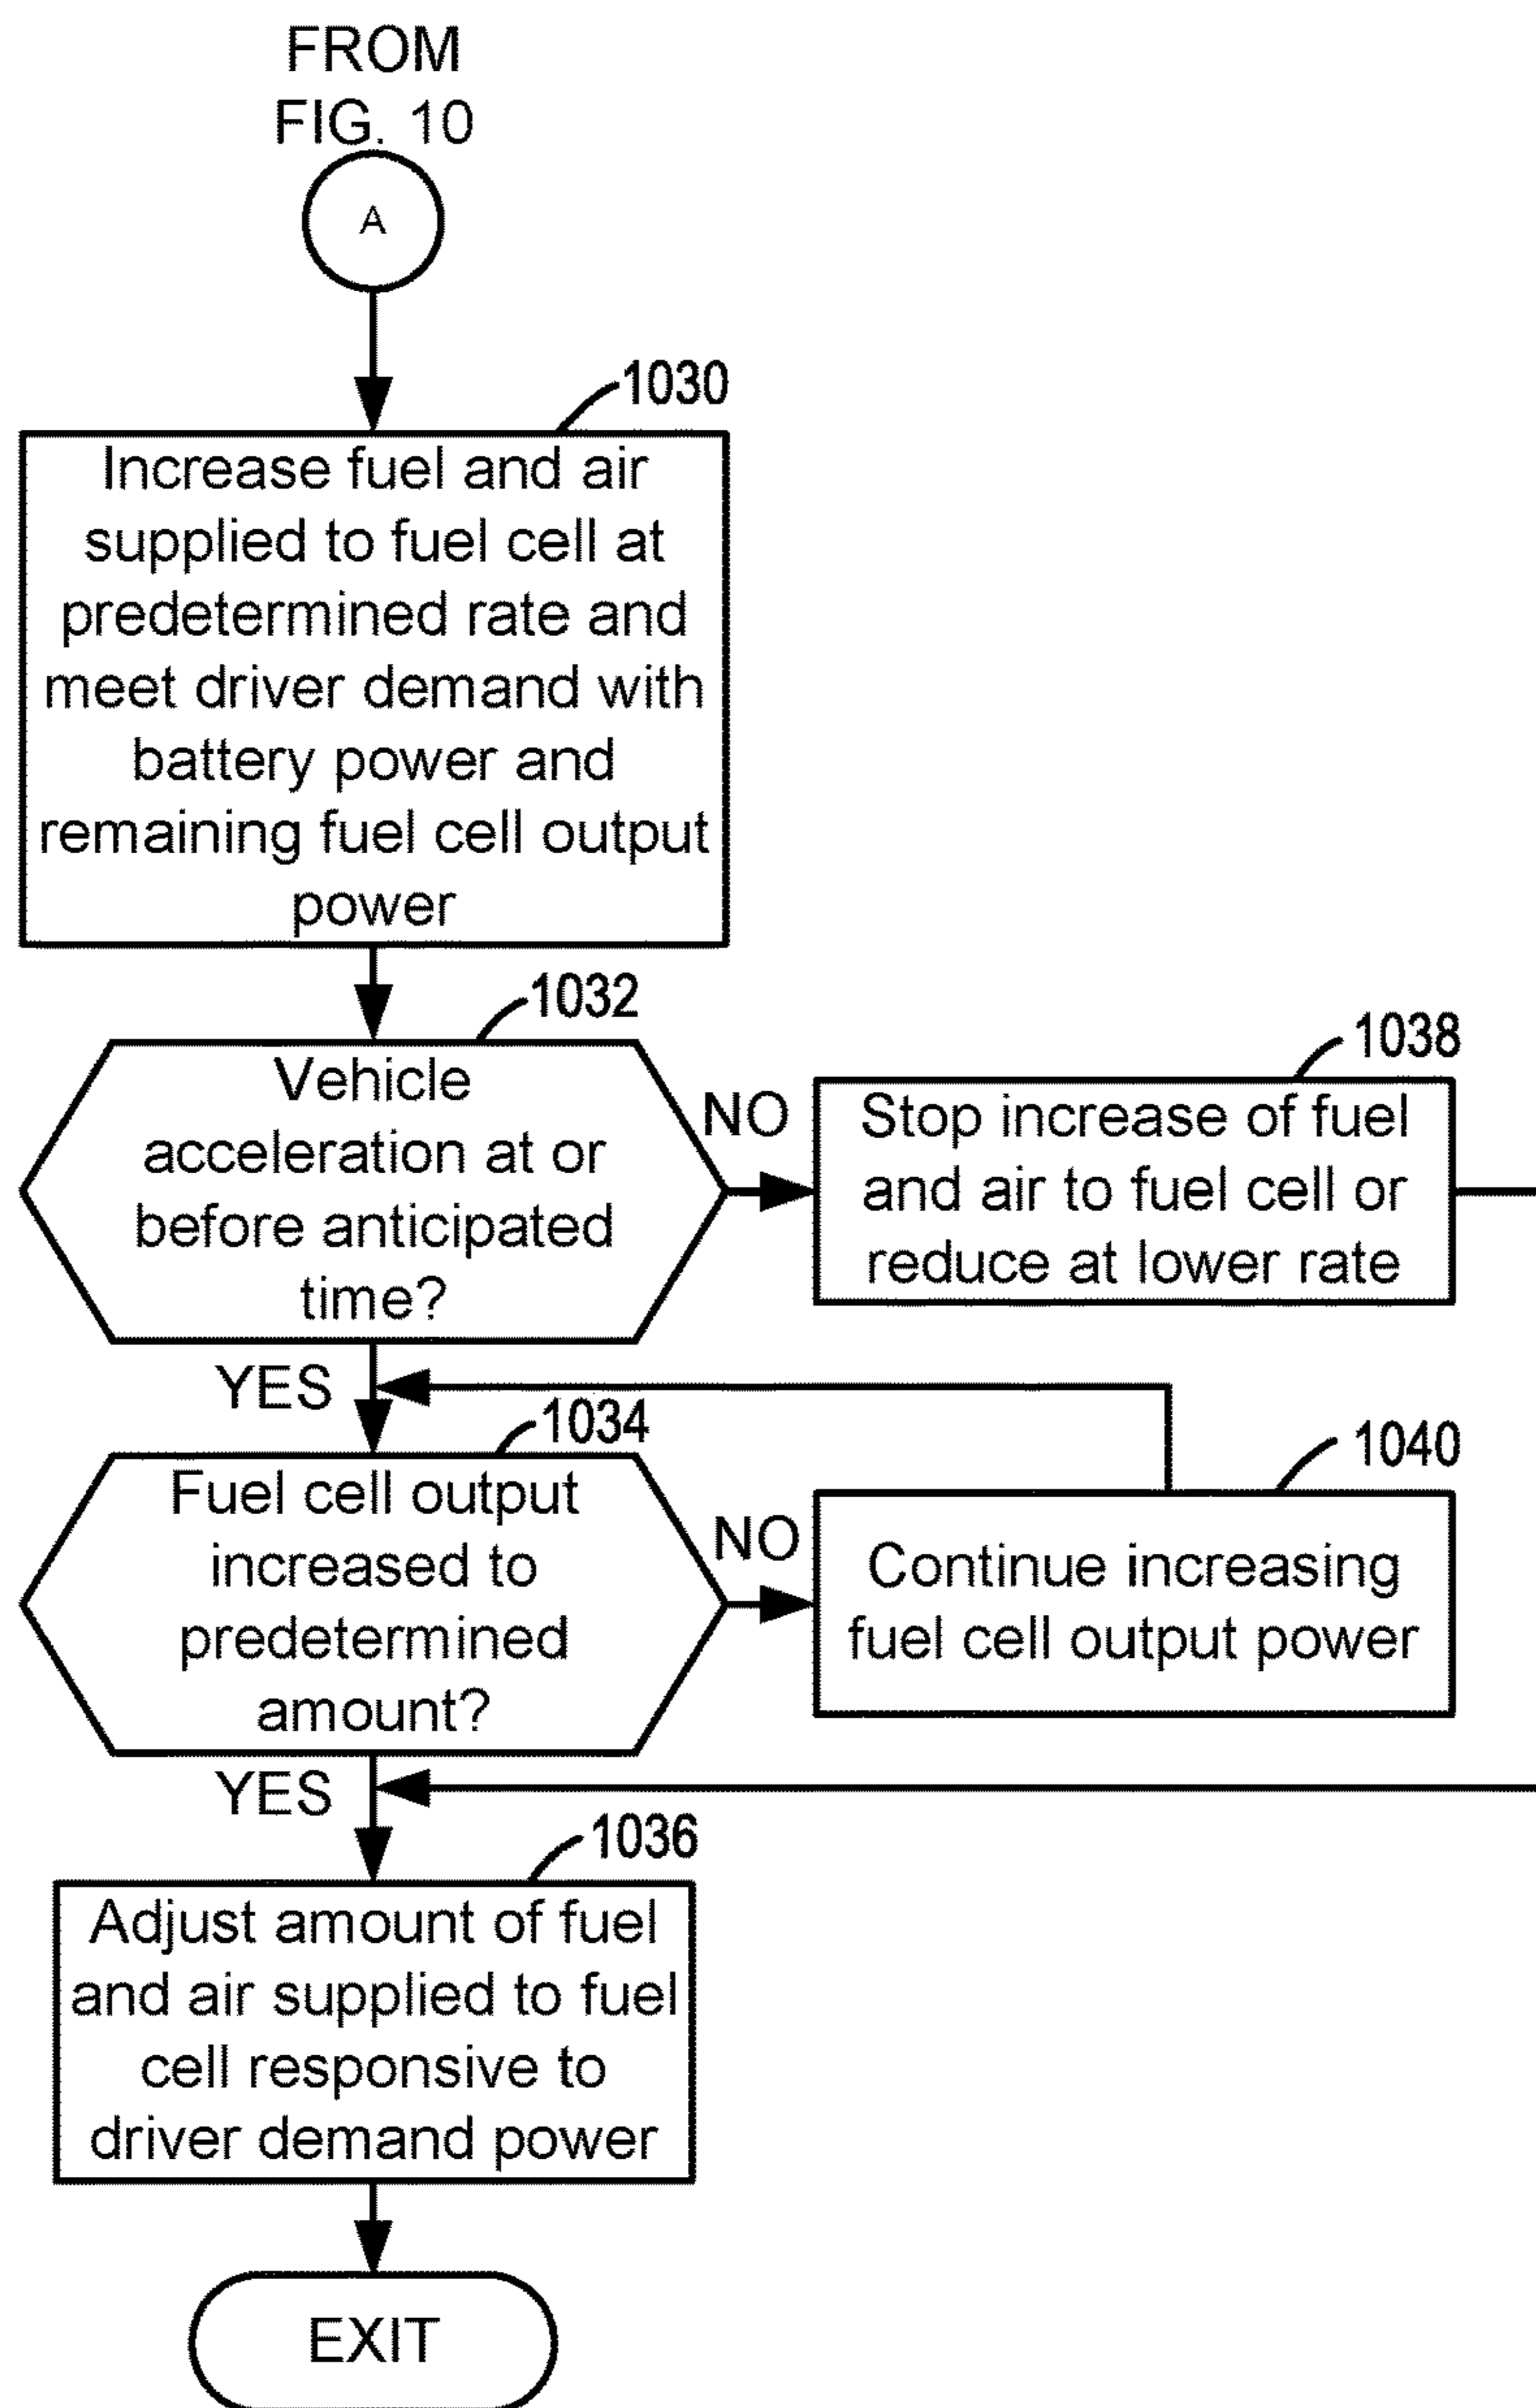 FROM
FIG. 10
A
1030
Increase fuel and air
supplied to fuel cell at
predetermined rate and
meet driver demand with
battery power and
remaining fuel cell output
power
1032
Vehicle
acceleration at or
before anticipated
time?
NO
1038
Stop increase of fuel
and air to fuel cell or
reduce at lower rate
YES
1034
Fuel cell output
increased to
predetermined
amount?
NO
1040
Continue increasing
fuel cell output power
YES
1036
Adjust amount of fuel
and air supplied to fuel
cell responsive to
driver demand power
EXIT